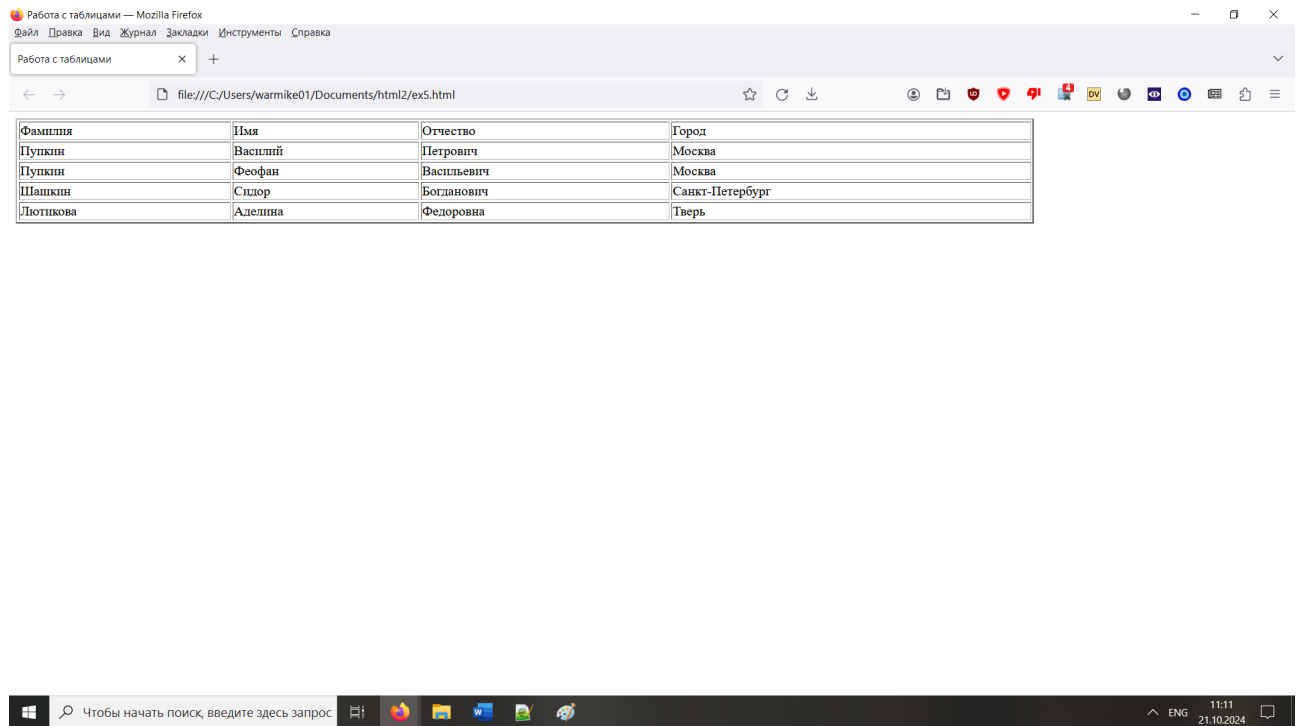 Работа с таблицами — Mozilla Firefox
Файл Правка Вид Журнал Закладки Инструменты Справка
Работа с таблицами
file:///C:/Users/warmike01/Documents/html2/ex5.html
4
DV
Фамилия Имя Отчество Город
Пупкин Василий Петрович Москва
Пупкин Феофан Васильевич Москва
Шашкин Сидор Богданович Санкт-Петербург
Лютикова Аделина Федоровна Тверь
Чтобы начать поиск, введите здесь запрос
W
ENG
11:11
21.10.2024